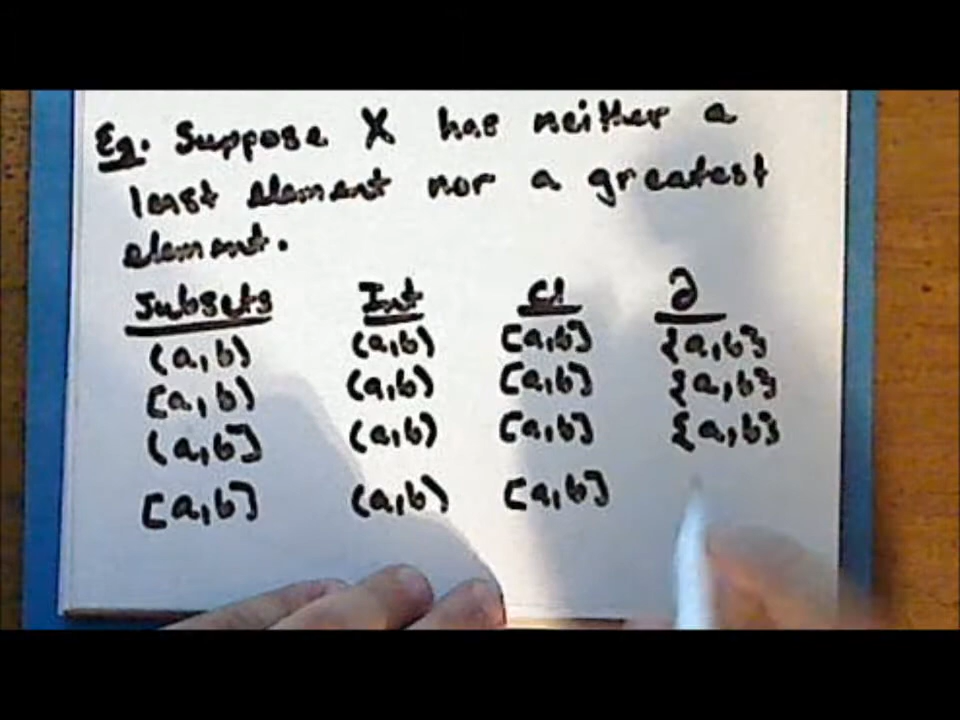 Eg. Suppose X has neither a
least element nor a greatest
element.
Subsets Int Cl ∂
(a,b) (a,b) [a,b] {a,b}
[a,b) (a,b) [a,b] {a,b}
(a,b] (a,b) [a,b] {a,b}
[a,b] (a,b) [a,b]